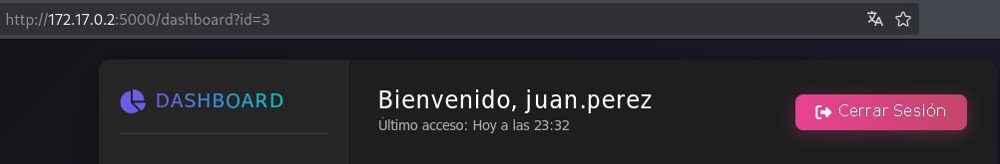 http://172.17.0.2:5000/dashboard?id=3
DASHBOARD
Bienvenido, juan.perez
Último acceso: Hoy a las 23:32
Cerrar Sesión